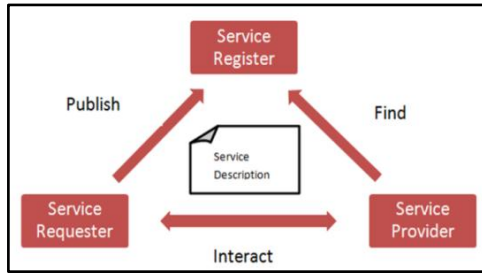 Service
Register
Publish
Find
Service
Description
Service
Requester
Service
Provider
Interact